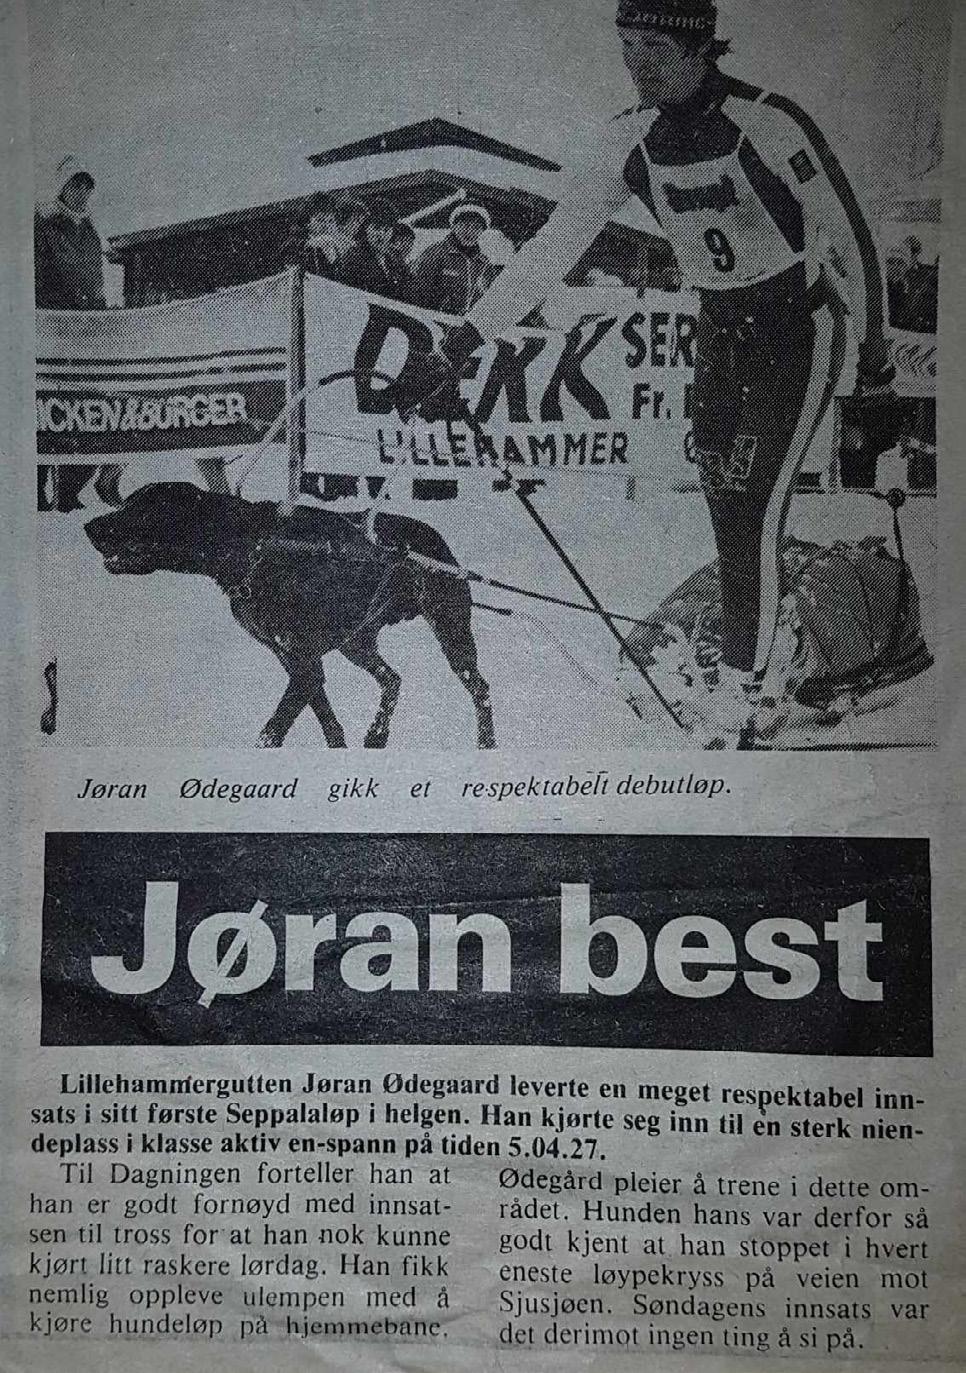 9
DEKK SER
Fr.
LILLEHAMMER
ICKEN & BURGER
Jøran Ødegaard gikk et respektabelt debutløp.
Jøran best
Lillehammergutten Jøran Ødegaard leverte en meget respektabel inn-
sats i sitt første Seppalaløp i helgen. Han kjørte seg inn til en sterk nien-
deplass i klasse aktiv en-spann på tiden 5.04.27.
Til Dagningen forteller han at
han er godt fornøyd med innsat-
sen til tross for at han nok kunne
kjørt litt raskere lørdag. Han fikk
nemlig oppleve ulempen med å
kjøre hundeløp på hjemmebane.
Ødegård pleier å trene i dette om-
rådet. Hunden hans var derfor så
godt kjent at han stoppet i hvert
eneste løypekryss på veien mot
Sjusjøen. Søndagens innsats var
det derimot ingen ting å si på.